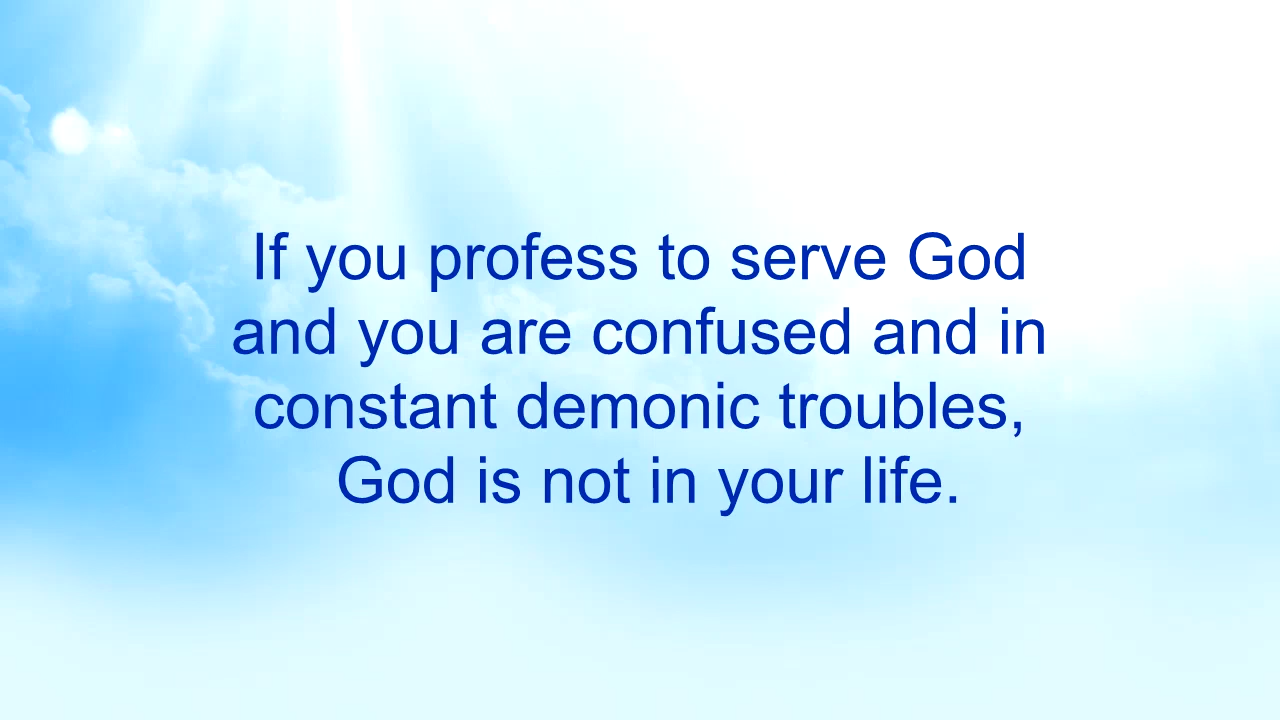 If you profess to serve God
and you are confused and in
constant demonic troubles,
God is not in your life.